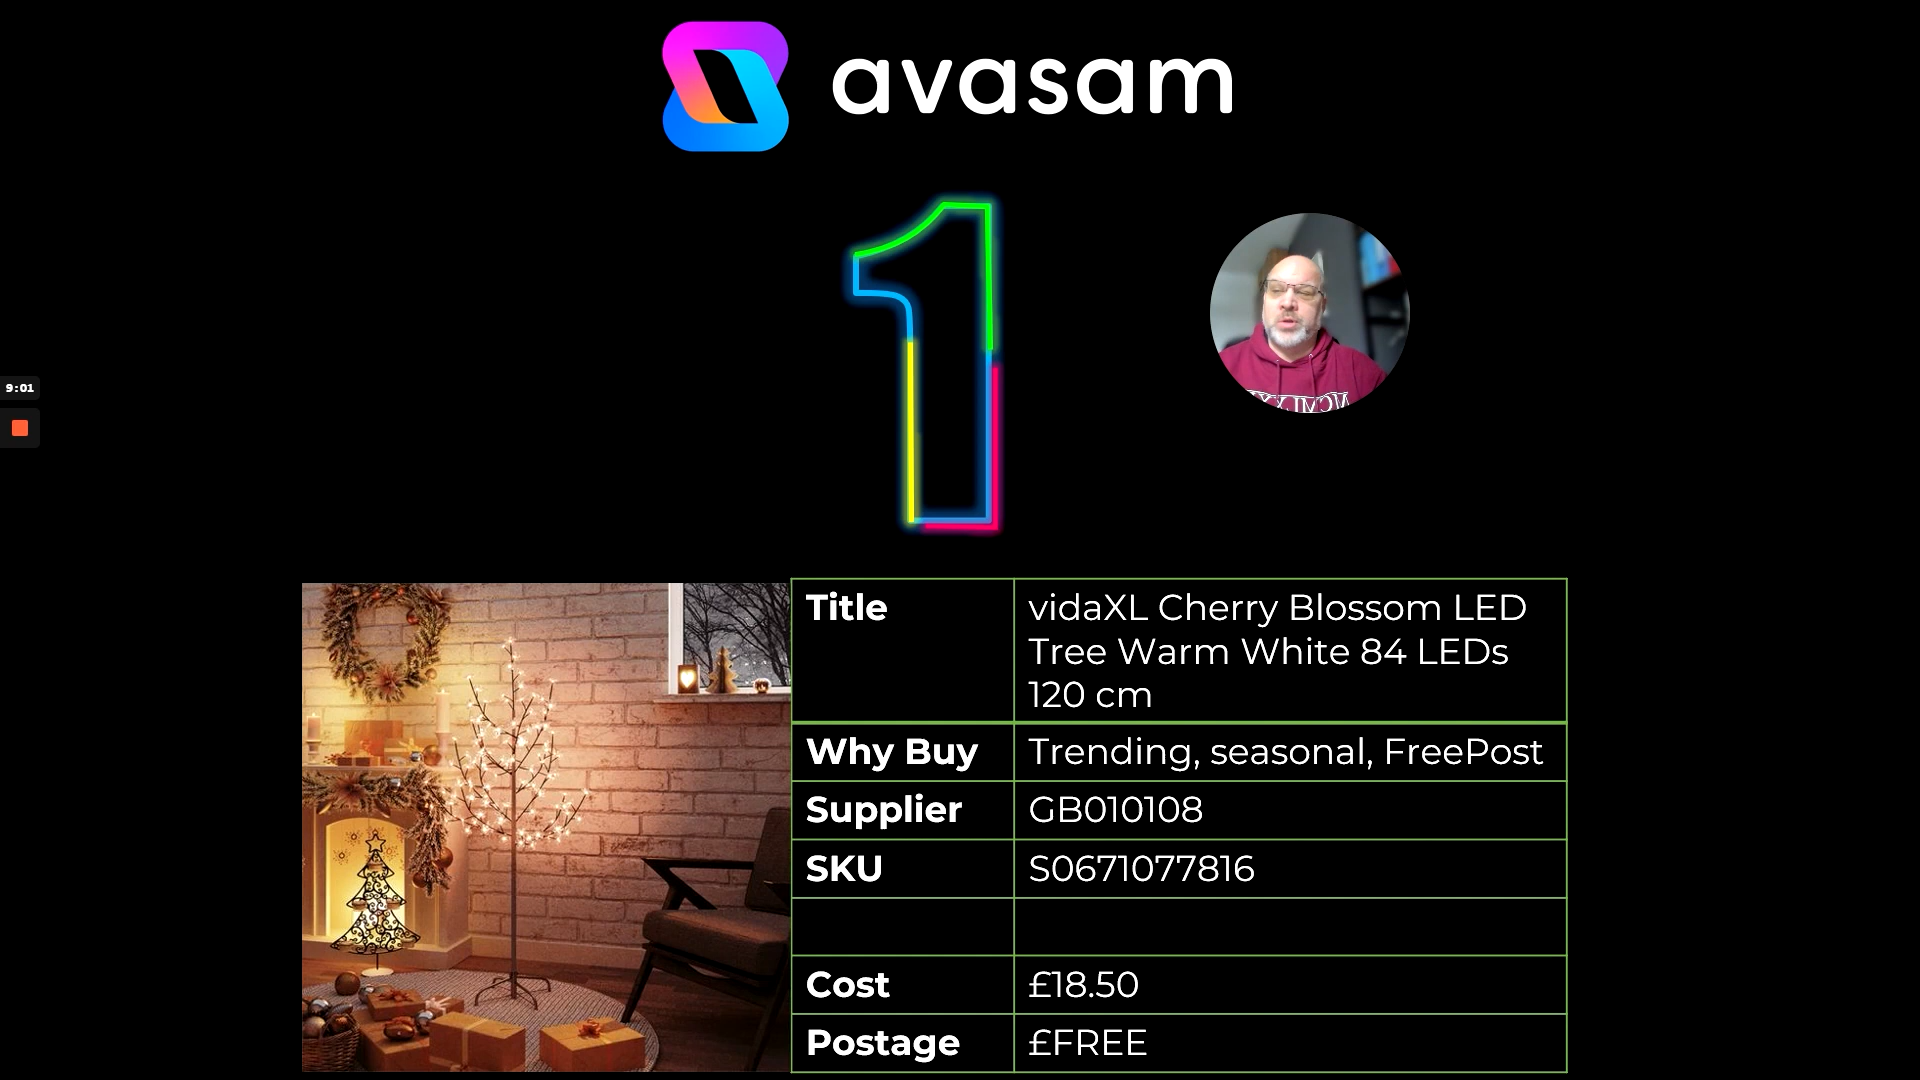 avasam
1
9:01
Title
vidaXL Cherry Blossom LED
Tree Warm White 84 LEDs
120 cm
Why Buy
Trending, seasonal, FreePost
Supplier
GB010108
SKU
S0671077816
Cost
£18.50
Postage
£FREE